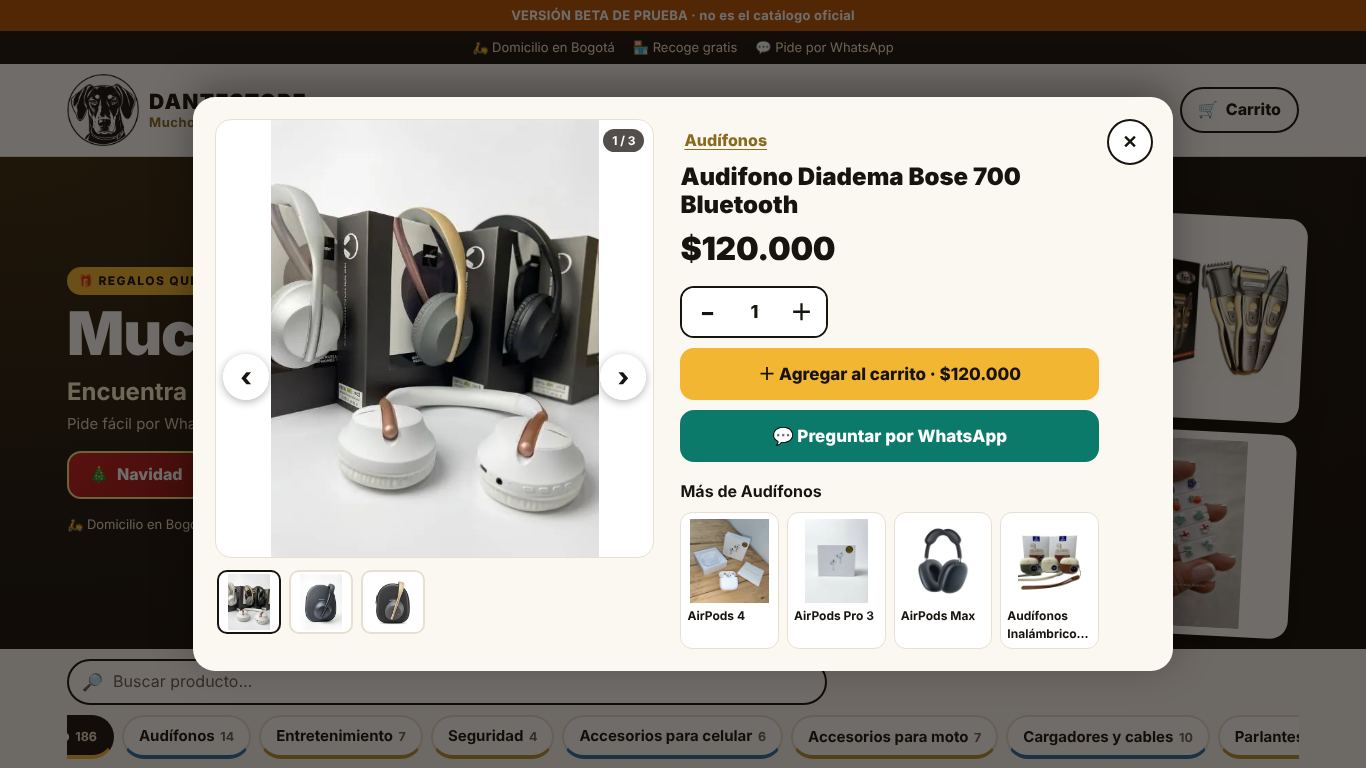 VERSIÓN BETA DE PRUEBA · no es el catálogo oficial
🛵 Domicilio en Bogotá 🏪 Recoge gratis 💬 Pide por WhatsApp
DANTESTORE
Mucho
🛒 Carrito
🎁 REGALOS QUE
Muc
Encuentra
Pide fácil por Wha
🎄 Navidad
🛵 Domicilio en Bogo
1 / 3
‹ ›
Audífonos
✕
Audifono Diadema Bose 700
Bluetooth
$120.000
− 1 +
+ Agregar al carrito · $120.000
💬 Preguntar por WhatsApp
Más de Audífonos
AirPods 4
AirPods Pro 3
AirPods Max
Audífonos
Inalámbrico...
🔎 Buscar producto...
186
Audífonos 14
Entretenimiento 7
Seguridad 4
Accesorios para celular 6
Accesorios para moto 7
Cargadores y cables 10
Parlantes